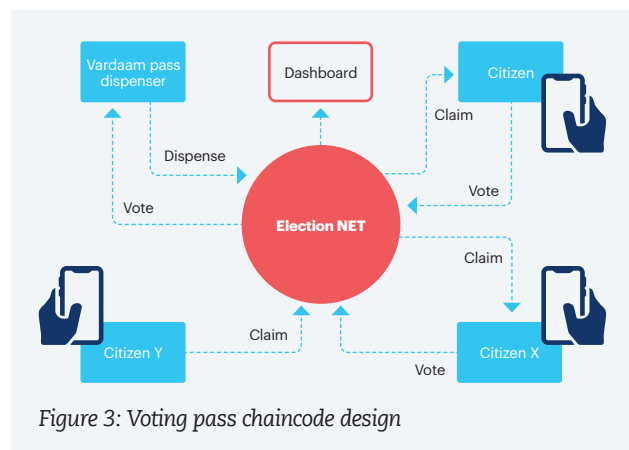 Vardaam pass
dispenser
Dashboard
Citizen
Claim
Dispense
Vote
Vote
Election NET
Claim
Claim
Citizen Y
Citizen X
Vote
Figure 3: Voting pass chaincode design